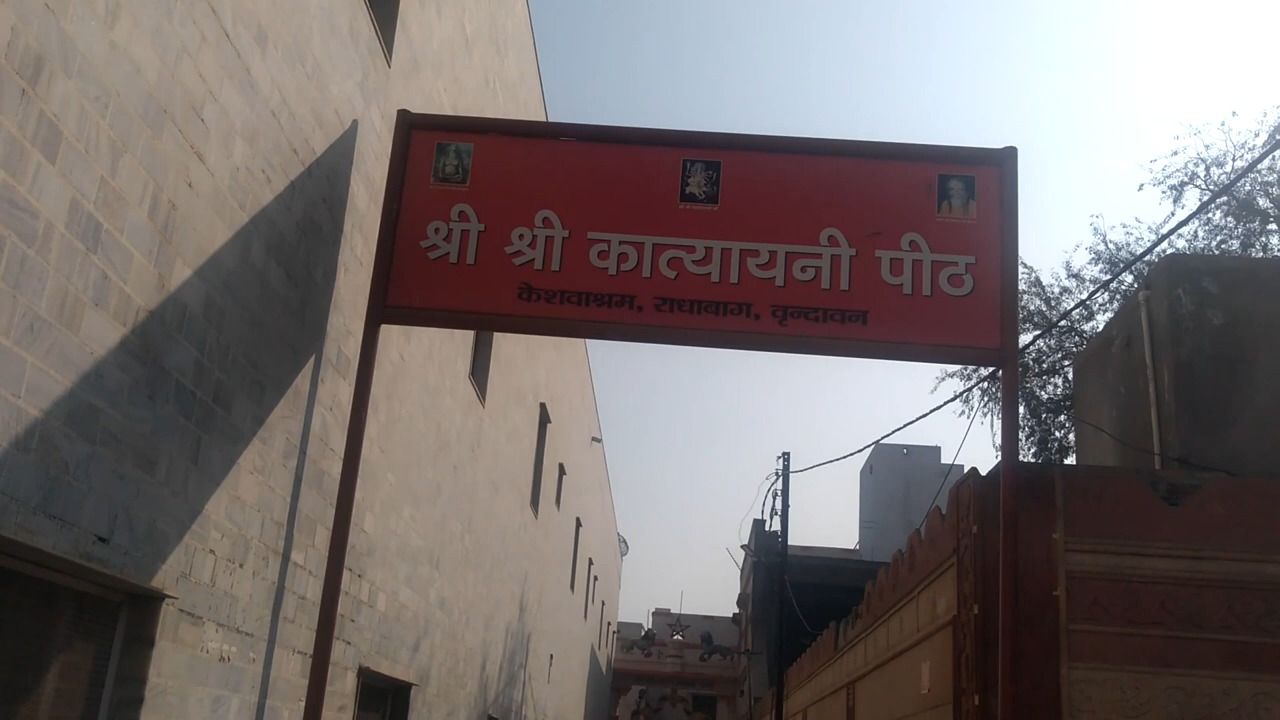 श्री श्री कात्यायनी पीठ
केशवाश्रम, राधाबाग, वृन्दावन